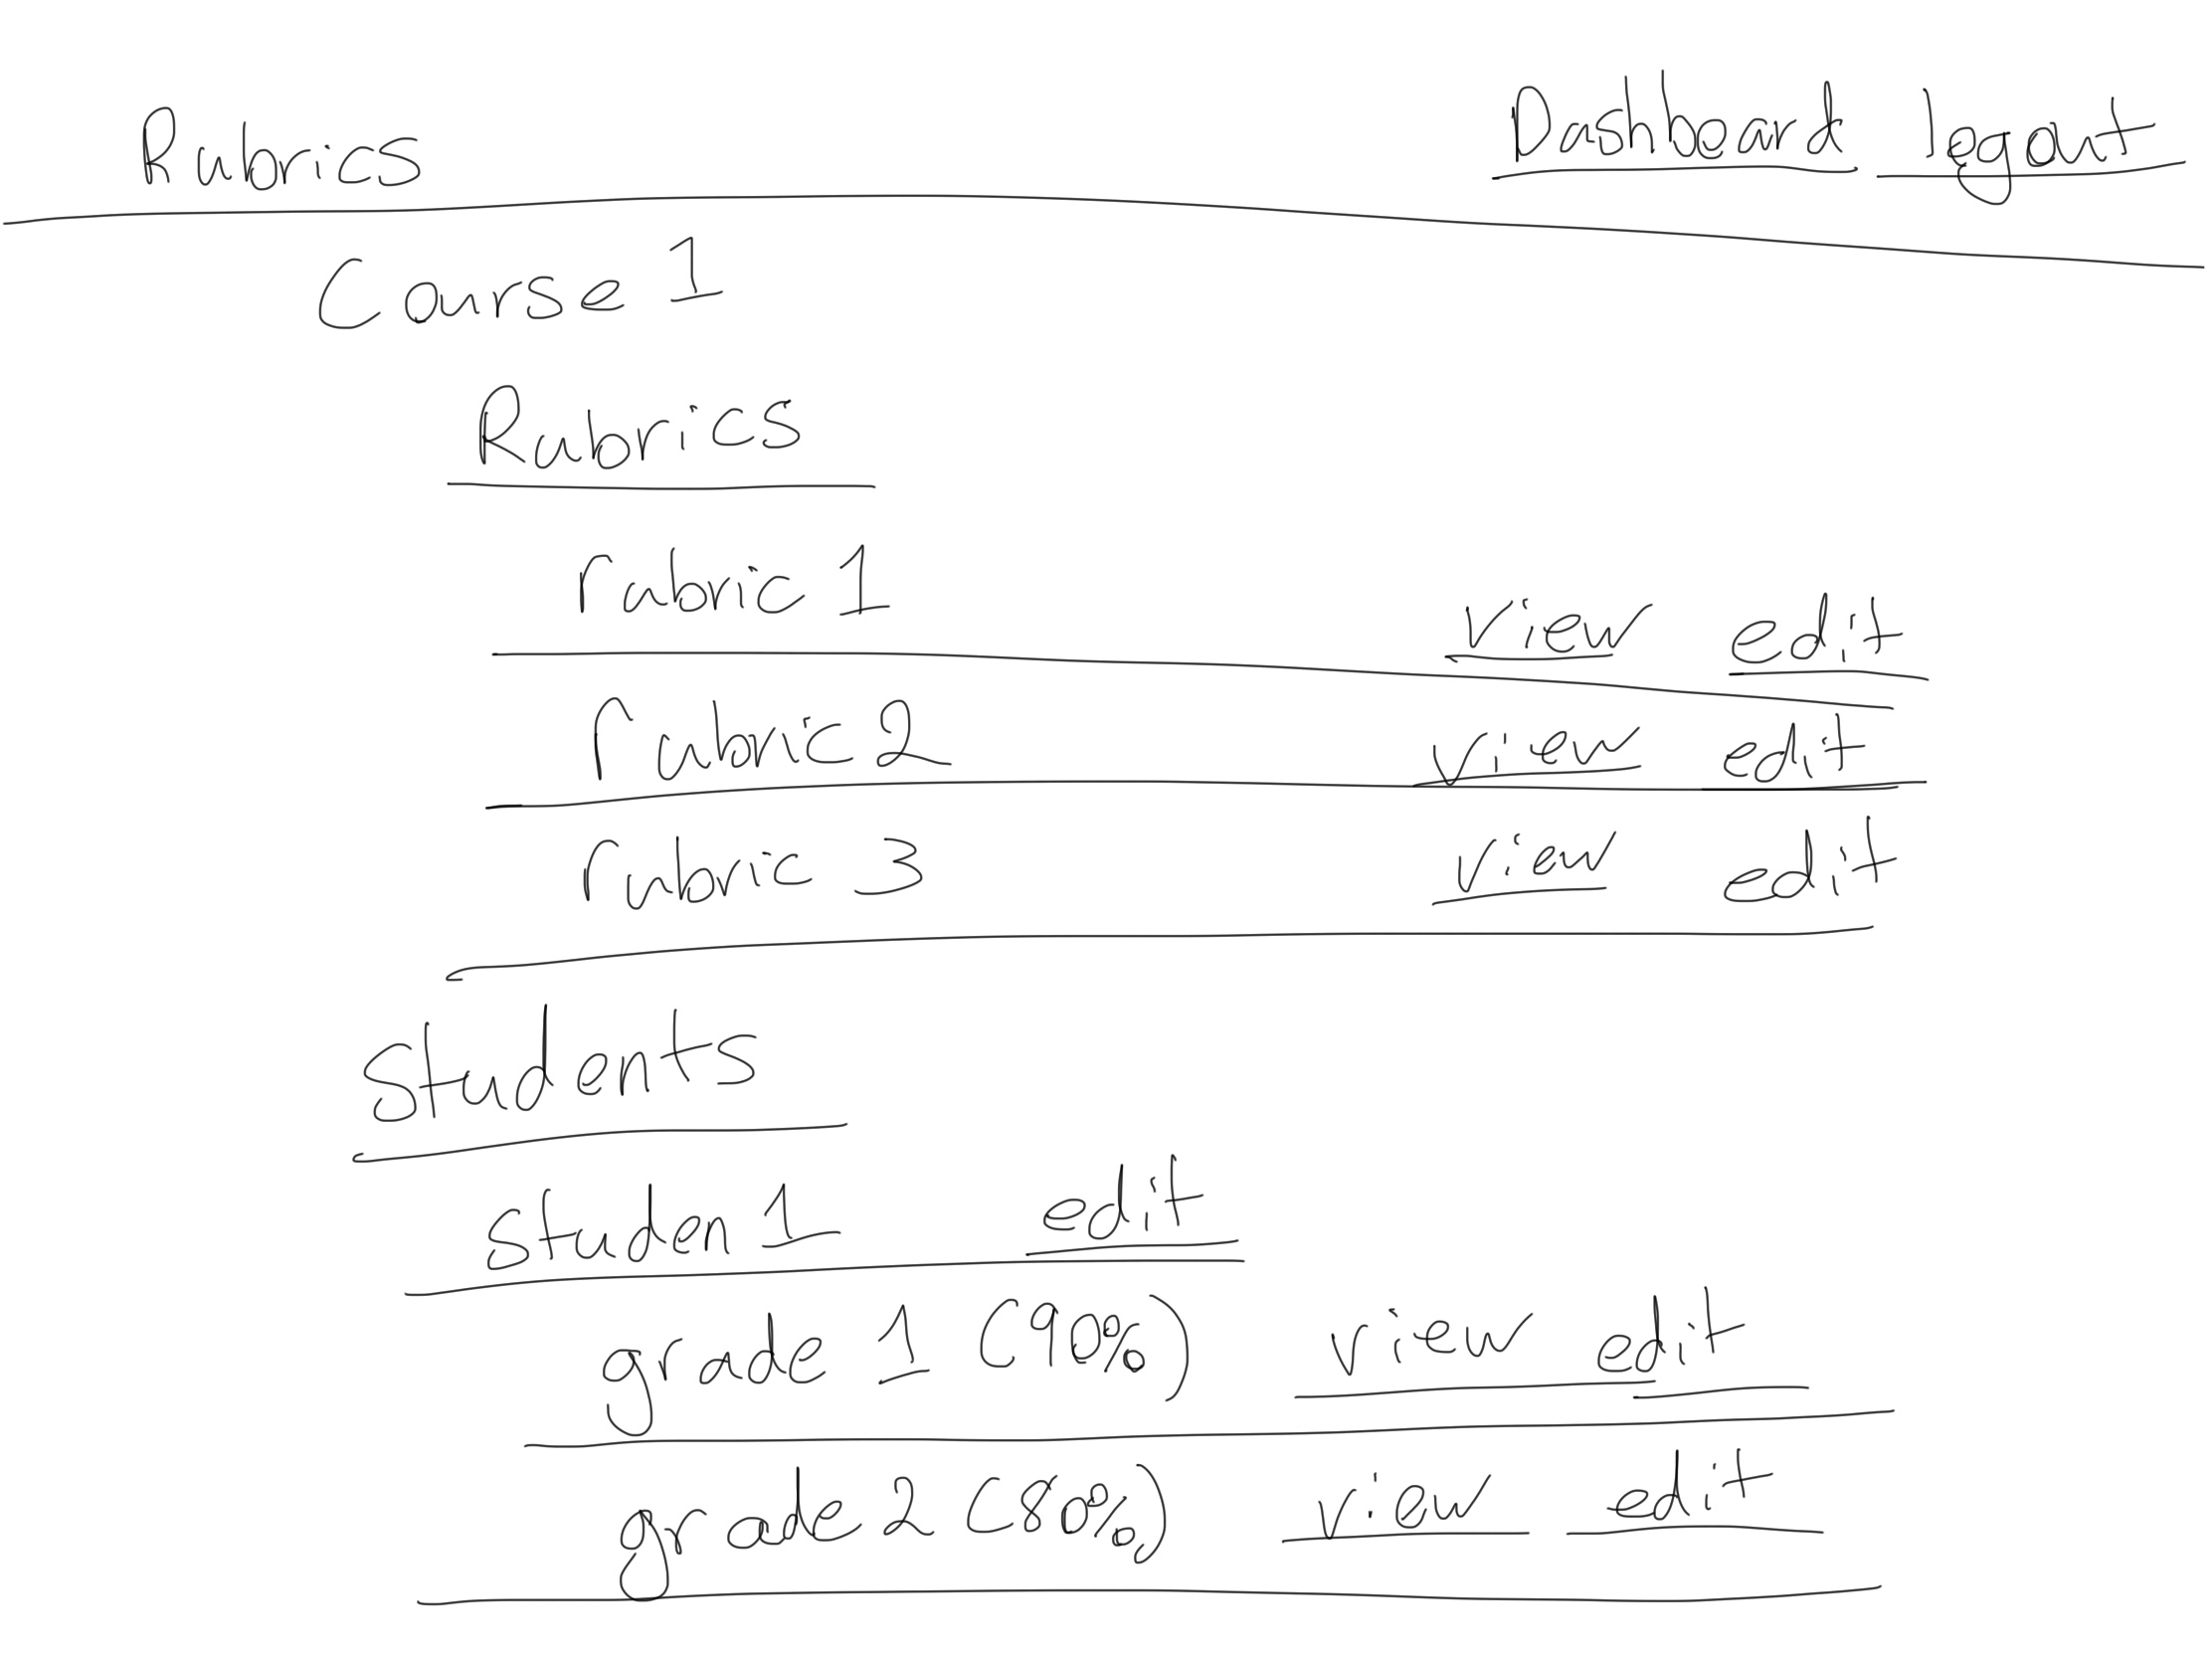 Rubrics Dashboard legout
Course 1
Rubrics
rubric 1 view edit
rubric 2 view edit
rubric 3 view edit
students
studen 1 edit
grade 1 (90%) view edit
grade 2 (80%) view edit